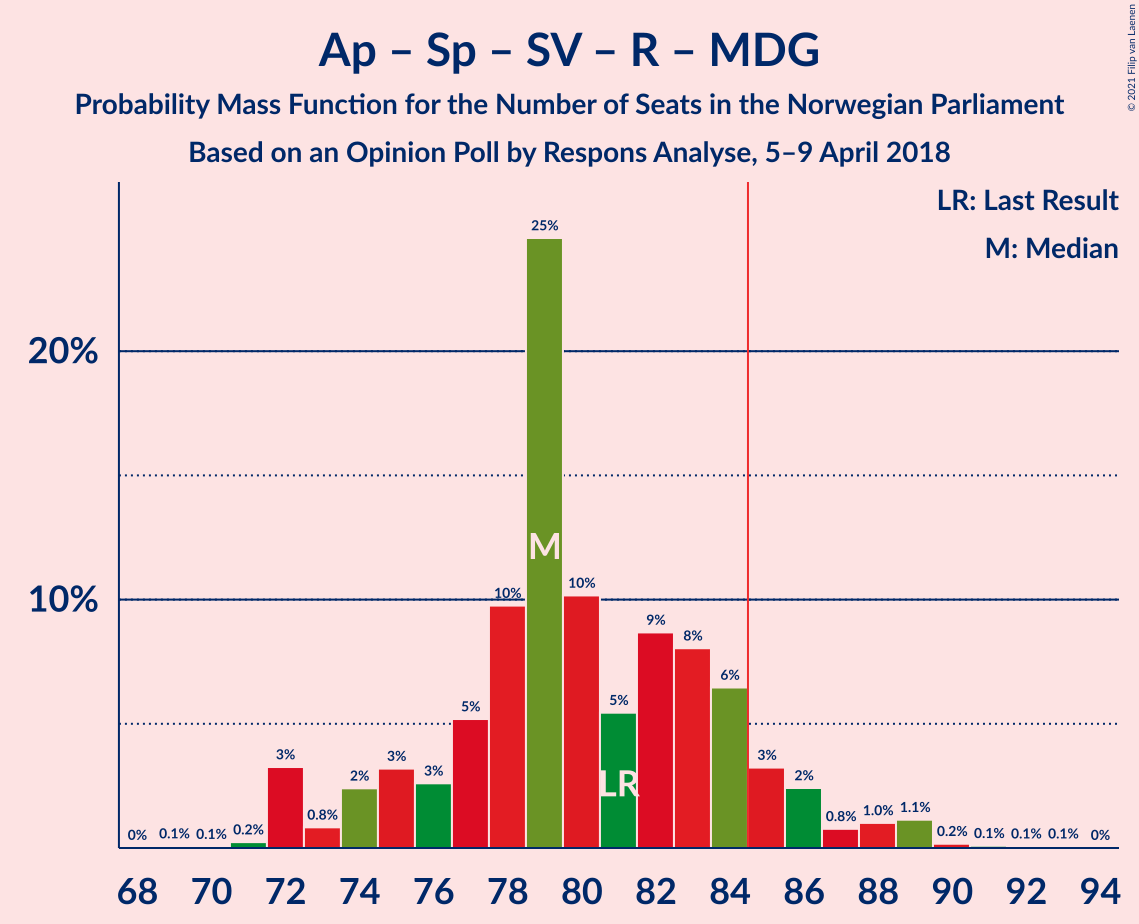 Ap – Sp – SV – R – MDG
Probability Mass Function for the Number of Seats in the Norwegian Parliament
Based on an Opinion Poll by Respons Analyse, 5–9 April 2018
© 2021 Filip van Laenen
LR: Last Result
M: Median
20%
10%
0% 0.1% 0.1% 0.2% 3% 0.8% 2% 3% 3% 5% 10% 25% 10% 5% 9% 8% 6% 3% 2% 0.8% 1.0% 1.1% 0.2% 0.1% 0.1% 0.1% 0%
M
LR
68 70 72 74 76 78 80 82 84 86 88 90 92 94